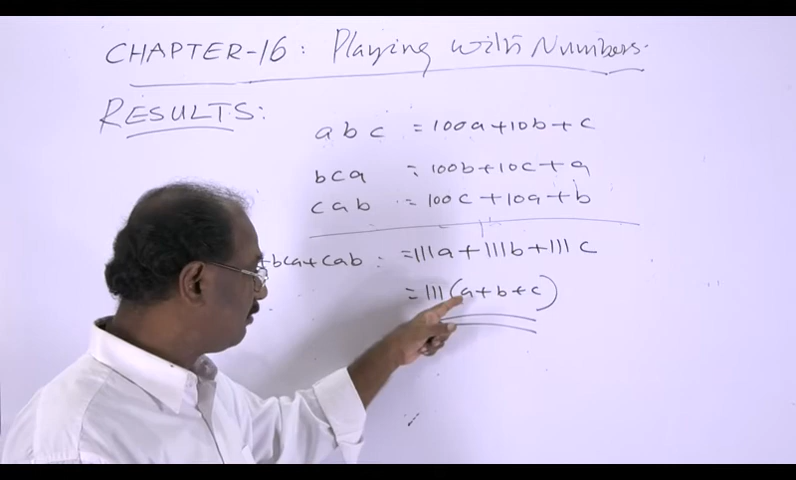 CHAPTER-16: Playing with Numbers.
RESULTS:
abc = 100a+10b+c
bca = 100b+10c+a
cab = 100c+10a+b
+bca+cab = 111a+111b+111c
= 111(a+b+c)